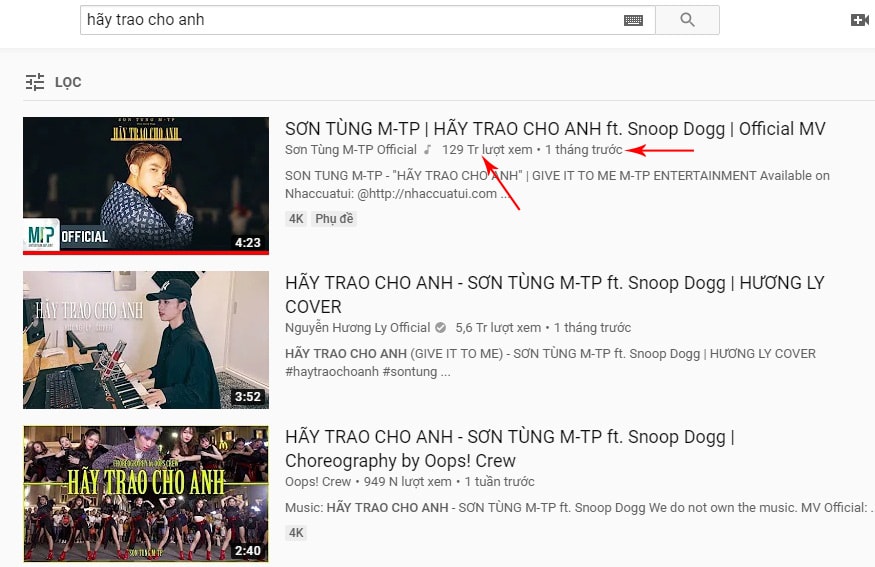 hãy trao cho anh
LỌC
SƠN TÙNG M-TP
HÃY TRAO CHO ANH
M-TP
OFFICIAL
4:23
SƠN TÙNG M-TP | HÃY TRAO CHO ANH ft. Snoop Dogg | Official MV
Sơn Tùng M-TP Official 129 Tr lượt xem • 1 tháng trước
SON TUNG M-TP - "HÃY TRAO CHO ANH" | GIVE IT TO ME M-TP ENTERTAINMENT Available on
Nhaccuatui: @http://nhaccuatui.com ...
4K Phụ đề
HÃY TRAO CHO ANH
HƯƠNG LY COVER
3:52
HÃY TRAO CHO ANH - SƠN TÙNG M-TP ft. Snoop Dogg | HƯƠNG LY
COVER
Nguyễn Hương Ly Official 5,6 Tr lượt xem • 1 tháng trước
HÃY TRAO CHO ANH (GIVE IT TO ME) - SƠN TÙNG M-TP ft. Snoop Dogg | HƯƠNG LY COVER
#haytraochoanh #sontung ...
CHOREOGRAPHY by OOPS! CREW
HÃY TRAO CHO ANH
SƠN TÙNG M-TP
2:40
HÃY TRAO CHO ANH - SƠN TÙNG M-TP ft. Snoop Dogg |
Choreography by Oops! Crew
Oops! Crew • 949 N lượt xem • 1 tuần trước
Music: HÃY TRAO CHO ANH - SƠN TÙNG M-TP ft. Snoop Dogg We do not own the music. MV Official: ..
4K